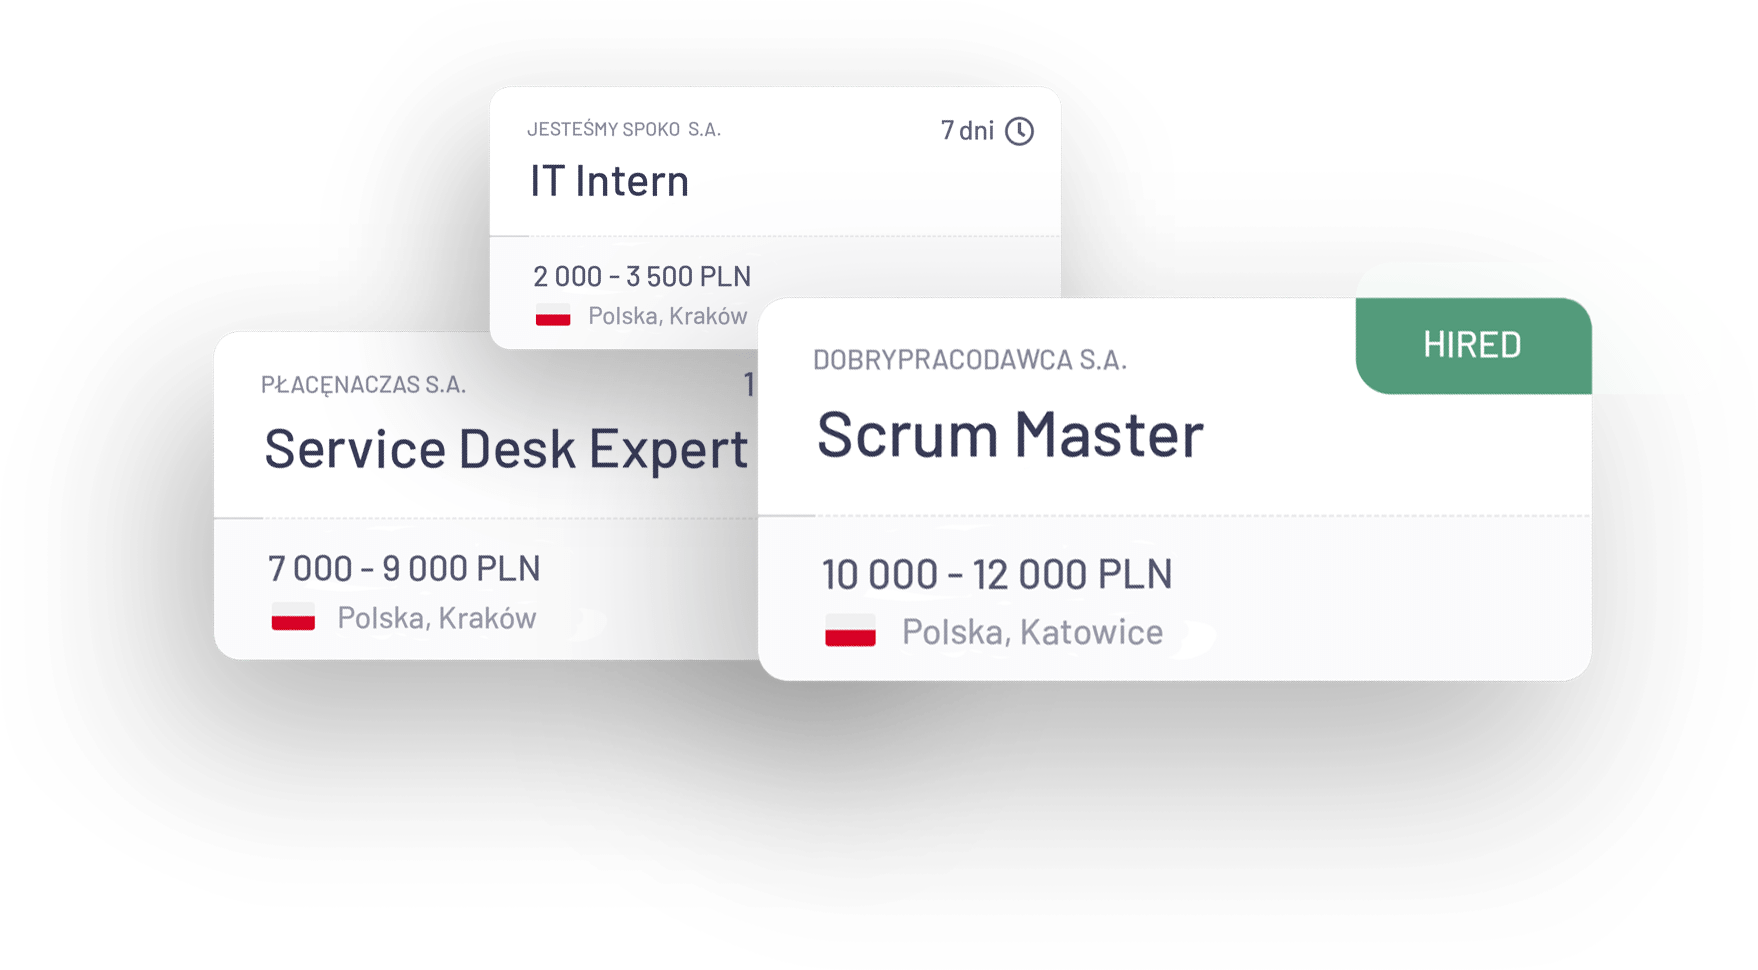 JESTEŚMY SPOKO S.A.
7 dni
IT Intern
2 000 - 3 500 PLN
Polska, Kraków
PŁACĘNACZAS S.A.
1
Service Desk Expert
7 000 - 9 000 PLN
Polska, Kraków
HIRED
DOBRYPRACODAWCA S.A.
Scrum Master
10 000 - 12 000 PLN
Polska, Katowice